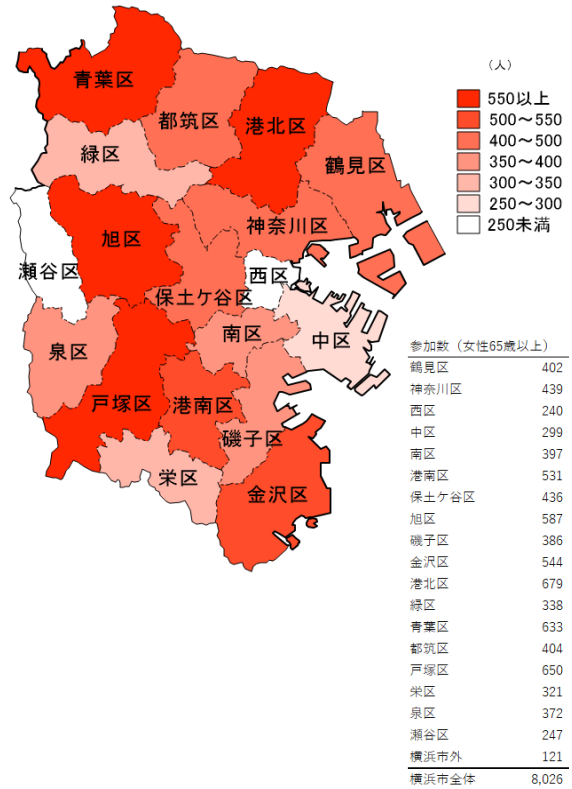 青葉区
都筑区
港北区
緑区
鶴見区
旭区
神奈川区
瀬谷区
西区
保土ケ谷区
泉区
南区
中区
戸塚区
港南区
磯子区
栄区
金沢区
（人）
550以上
500～550
400～500
350～400
300～350
250～300
250未満
参加数（女性65歳以上）
鶴見区 402
神奈川区 439
西区 240
中区 299
南区 397
港南区 531
保土ケ谷区 436
旭区 587
磯子区 386
金沢区 544
港北区 679
緑区 338
青葉区 633
都筑区 404
戸塚区 650
栄区 321
泉区 372
瀬谷区 247
横浜市外 121
横浜市全体 8,026